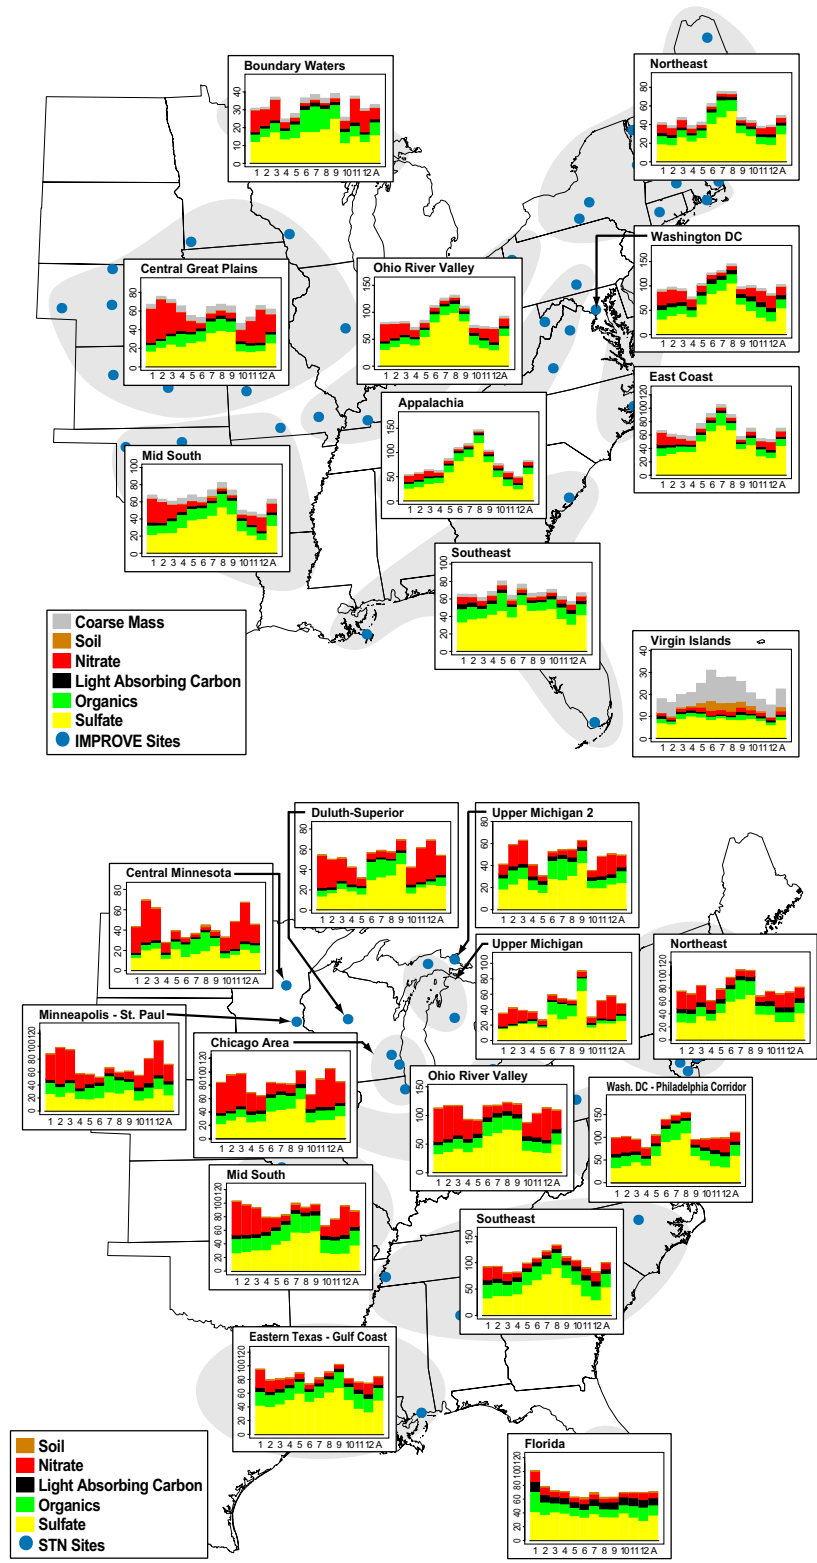 Boundary Waters
0 10 20 30 40
1 2 3 4 5 6 7 8 9 1011 12 A
Northeast
0 20 40 60 80
1 2 3 4 5 6 7 8 9 10 11 12 A
Central Great Plains
0 20 40 60 80
1 2 3 4 5 6 7 8 9 10 11 12 A
Ohio River Valley
0 50 100 150
1 2 3 4 5 6 7 8 9 10 11 12 A
Washington DC
0 50 100 150
1 2 3 4 5 6 7 8 9 10 11 12 A
Appalachia
0 50 100 150
1 2 3 4 5 6 7 8 9 10 11 12 A
East Coast
0 20 40 60 80 100 120
1 2 3 4 5 6 7 8 9 10 11 12 A
Mid South
0 20 40 60 80 100
1 2 3 4 5 6 7 8 9 10 11 12 A
Southeast
0 20 40 60 80 100
1 2 3 4 5 6 7 8 9 10 11 12 A
Coarse Mass
Soil
Nitrate
Light Absorbing Carbon
Organics
Sulfate
IMPROVE Sites
Virgin Islands
0 10 20 30 40
1 2 3 4 5 6 7 8 9 10 11 12 A
Duluth-Superior
0 20 40 60 80
1 2 3 4 5 6 7 8 9 10 11 12 A
Upper Michigan 2
0 20 40 60 80
1 2 3 4 5 6 7 8 9 10 11 12 A
Central Minnesota
0 20 40 60 80
1 2 3 4 5 6 7 8 9 10 11 12 A
Upper Michigan
0 20 40 60 80 100
1 2 3 4 5 6 7 8 9 10 11 12 A
Northeast
0 20 40 60 80 100 120
1 2 3 4 5 6 7 8 9 10 11 12 A
Minneapolis - St. Paul
0 20 40 60 80 100 120
1 2 3 4 5 6 7 8 9 10 11 12 A
Chicago Area
0 20 40 60 80 100 120
1 2 3 4 5 6 7 8 9 10 11 12 A
Ohio River Valley
0 50 100 150
1 2 3 4 5 6 7 8 9 10 11 12 A
Wash. DC - Philadelphia Corridor
0 50 100 150
1 2 3 4 5 6 7 8 9 10 11 12 A
Mid South
0 20 40 60 80 100 120
1 2 3 4 5 6 7 8 9 10 11 12 A
Southeast
0 50 100
1 2 3 4 5 6 7 8 9 10 11 12 A
Eastern Texas - Gulf Coast
0 20 40 60 80 100 120
1 2 3 4 5 6 7 8 9 10 11 12 A
Soil
Nitrate
Light Absorbing Carbon
Organics
Sulfate
STN Sites
Florida
0 20 40 60 80 100 120
1 2 3 4 5 6 7 8 9 10 11 12 A